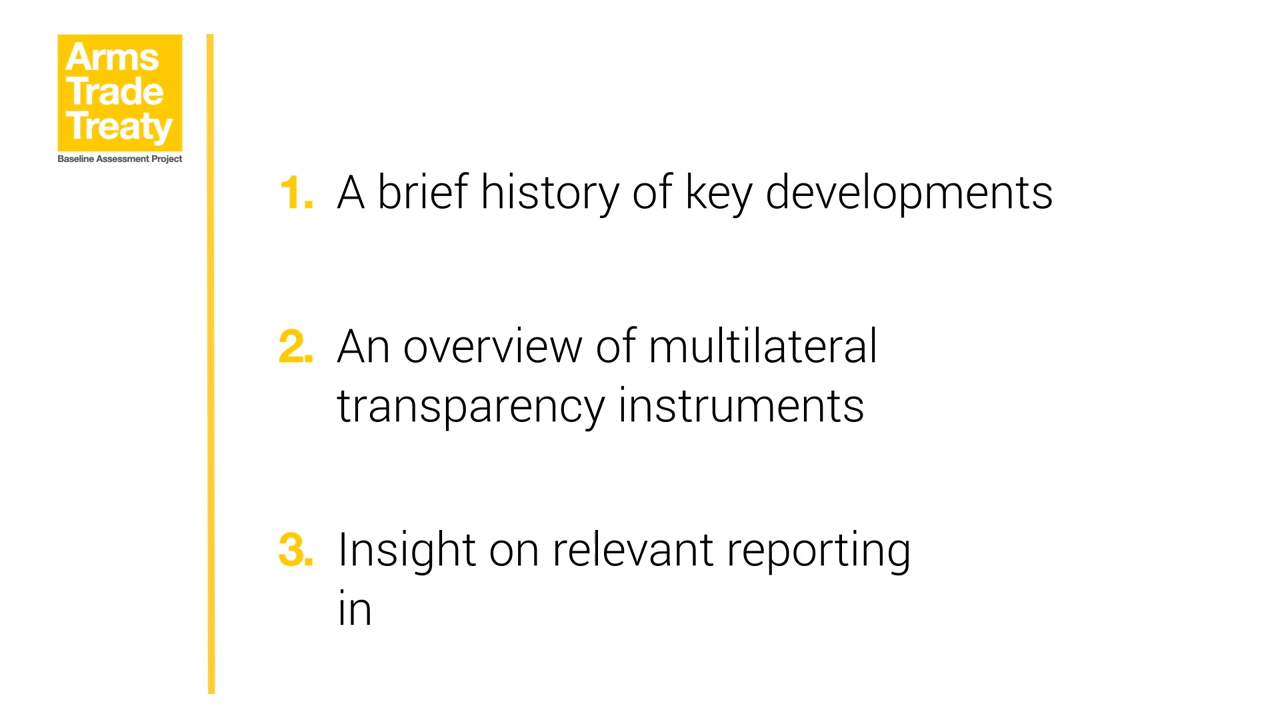 Arms
Trade
Treaty
Baseline Assessment Project
1. A brief history of key developments
2. An overview of multilateral
transparency instruments
3. Insight on relevant reporting
in